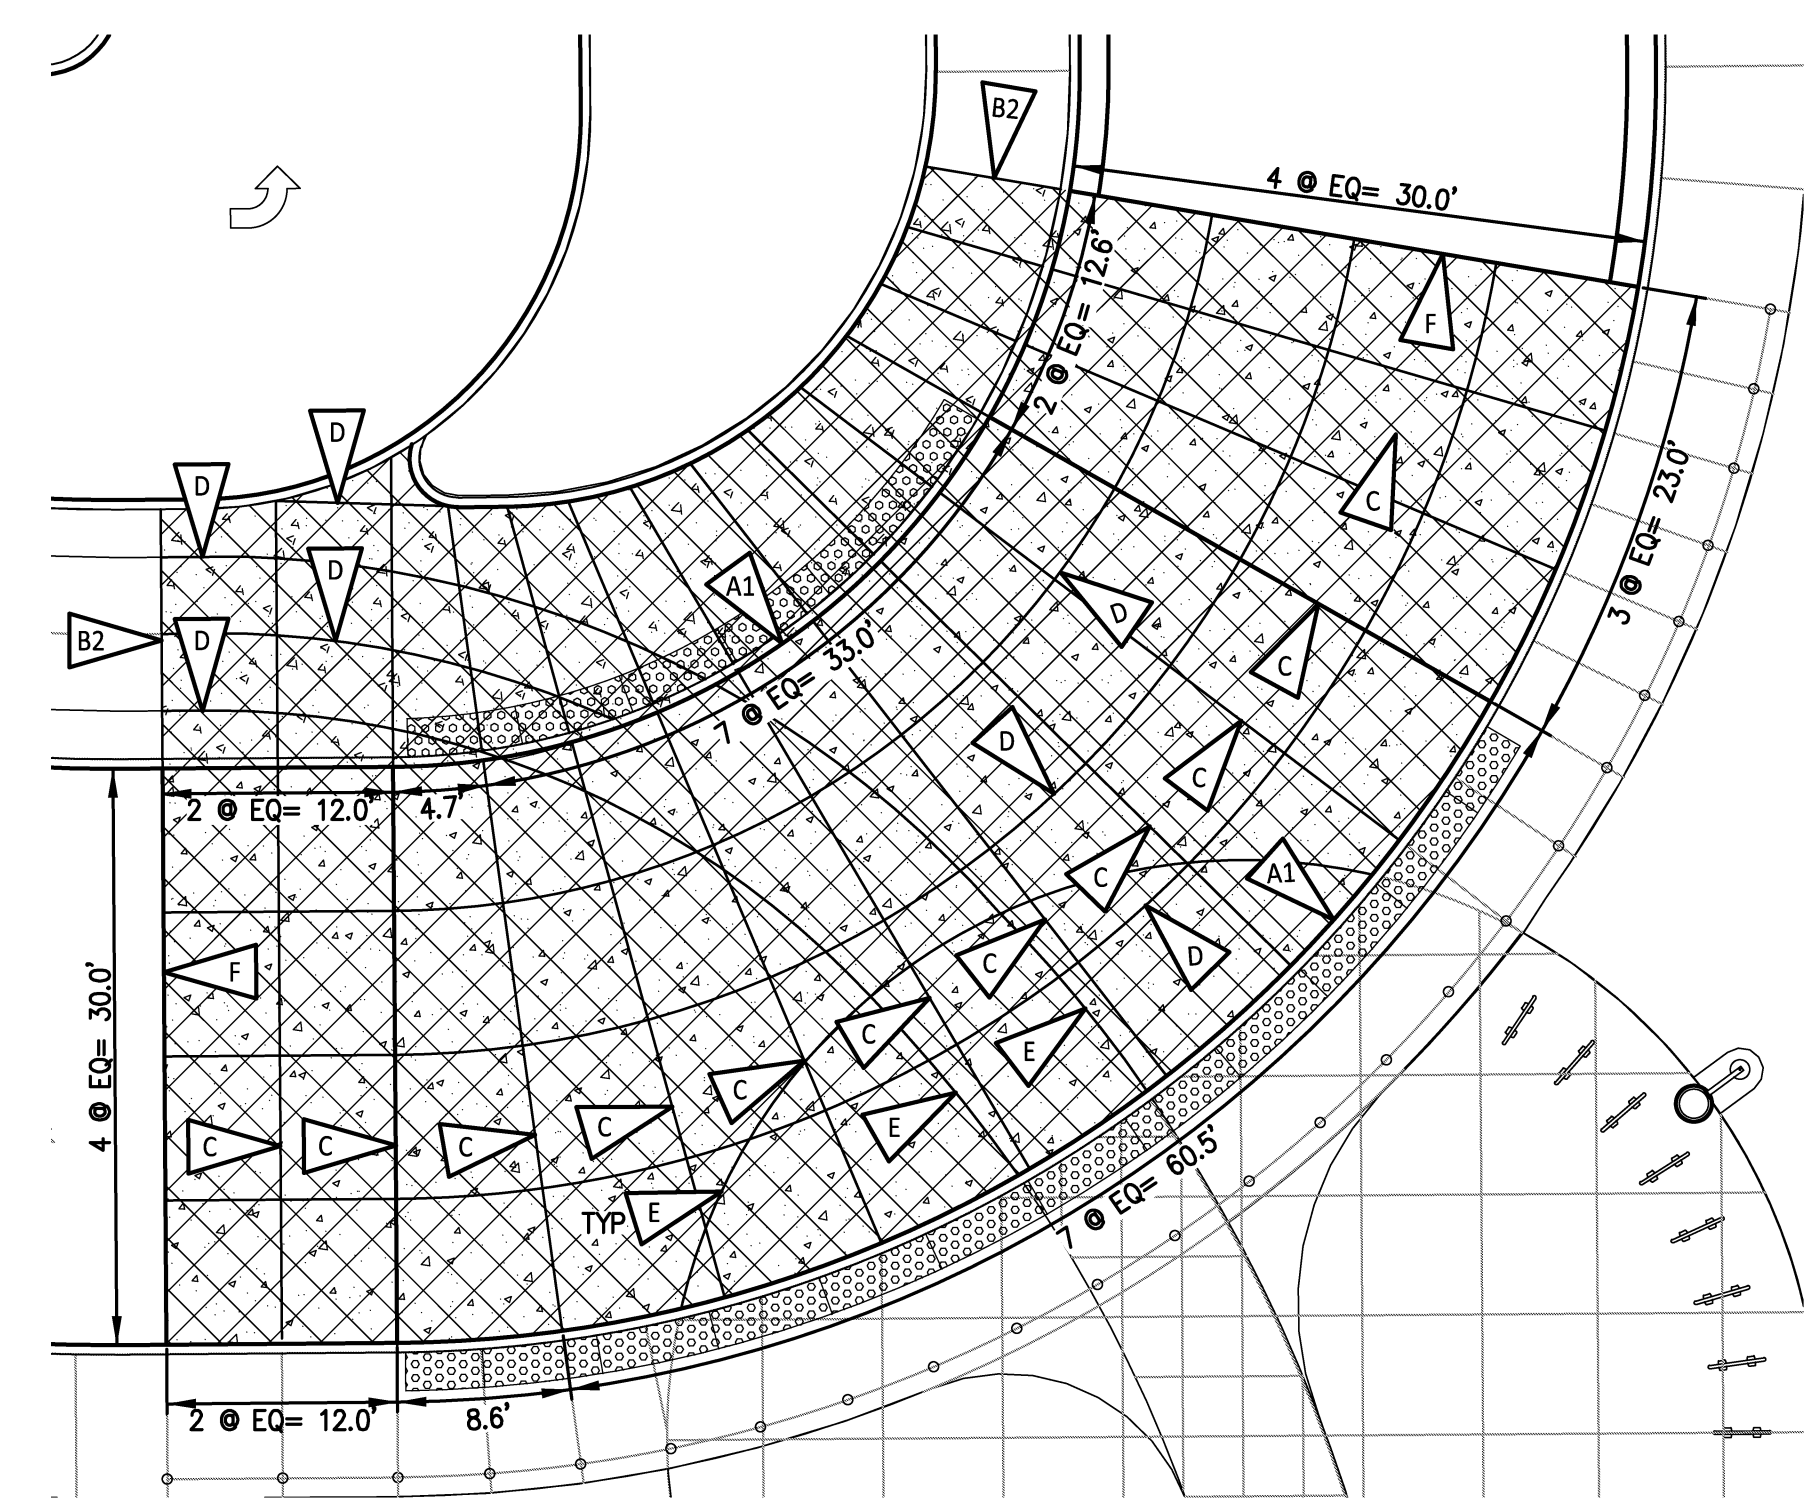 B2
4 @ EQ= 30.0'
2 @ EQ= 12.6'
F
D
D
C
3 @ EQ= 23.0'
D
A1
D
B2
D
C
7 @ EQ= 33.0'
D
C
2 @ EQ= 12.0'
4.7'
C
A1
D
C
F
C
E
4 @ EQ= 30.0'
C
C
C
C
C
E
TYP
E
7 @ EQ= 60.5'
2 @ EQ= 12.0'
8.6'